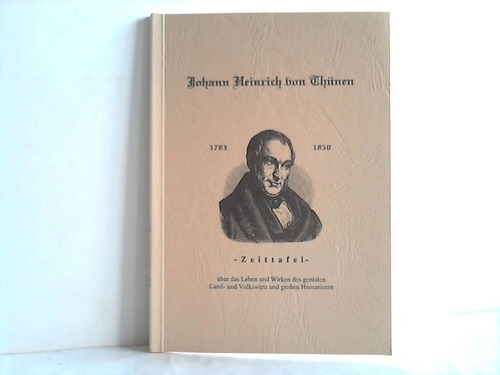 Johann Heinrich von Thünen
1783 1850
-Zeittafel-
über das Leben und Wirken des genialen
Land- und Volkswirts und großen Humanisten